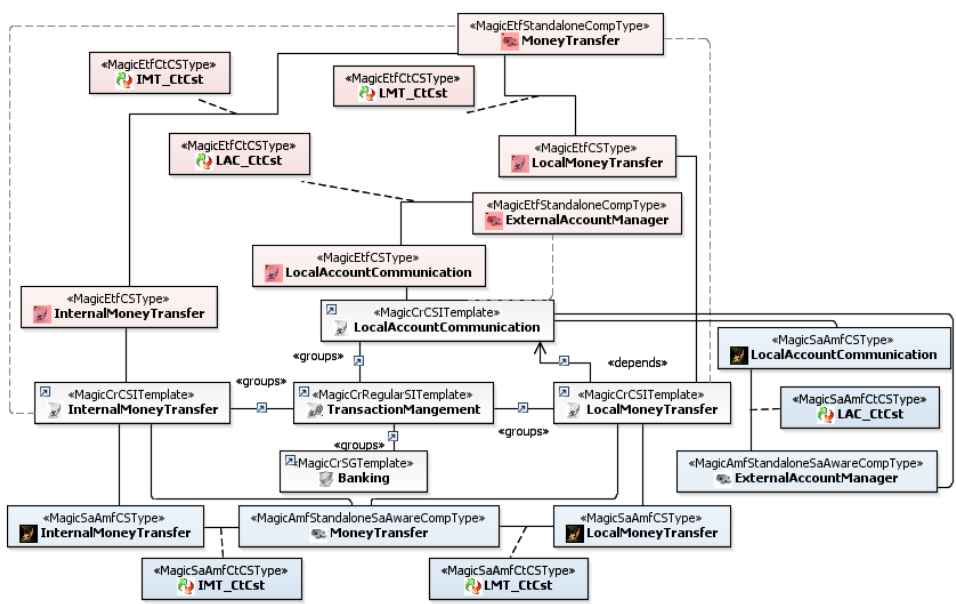 «MagicEtfStandaloneCompType»
MoneyTransfer
«MagicEtfCtCSType»
IMT_CtCst
«MagicEtfCtCSType»
LMT_CtCst
«MagicEtfCtCSType»
LAC_CtCst
«MagicEtfCSType»
LocalMoneyTransfer
«MagicEtfStandaloneCompType»
ExternalAccountManager
«MagicEtfCSType»
LocalAccountCommunication
«MagicEtfCSType»
InternalMoneyTransfer
«MagicCrCSITemplate»
LocalAccountCommunication
«MagicSaAmfCSType»
LocalAccountCommunication
«groups»
«depends»
«groups»
«MagicCrCSITemplate»
InternalMoneyTransfer
«MagicCrRegularSITemplate»
TransactionMangement
«MagicCrCSITemplate»
LocalMoneyTransfer
«MagicSaAmfCtCSType»
LAC_CtCst
«groups»
«groups»
«MagicCrSGTemplate»
Banking
«MagicAmfStandaloneSaAwareCompType»
ExternalAccountManager
«MagicSaAmfCSType»
InternalMoneyTransfer
«MagicAmfStandaloneSaAwareCompType»
MoneyTransfer
«MagicSaAmfCSType»
LocalMoneyTransfer
«MagicSaAmfCtCSType»
IMT_CtCst
«MagicSaAmfCtCSType»
LMT_CtCst